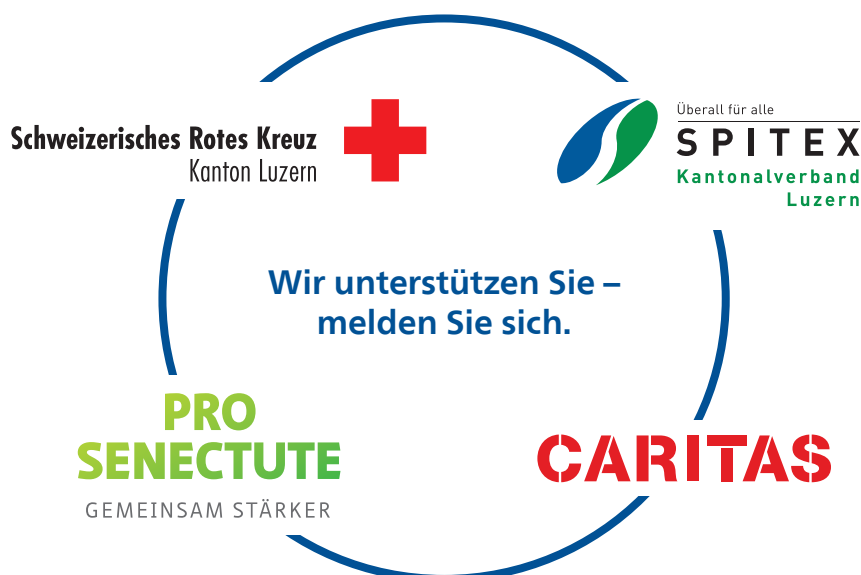 Schweizerisches Rotes Kreuz
Kanton Luzern
Überall für alle
SPITEX
Kantonalverband
Luzern
Wir unterstützen Sie –
melden Sie sich.
PRO
SENECTUTE
GEMEINSAM STÄRKER
CARITAS